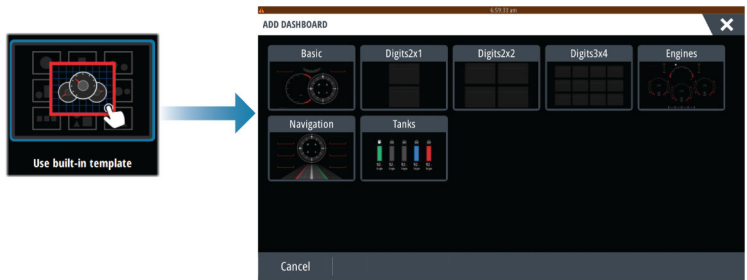 6:59:33 am
ADD DASHBOARD
Basic
Digits2x1
Digits2x2
Digits3x4
Engines
Navigation
Tanks
Use built-in template
Cancel